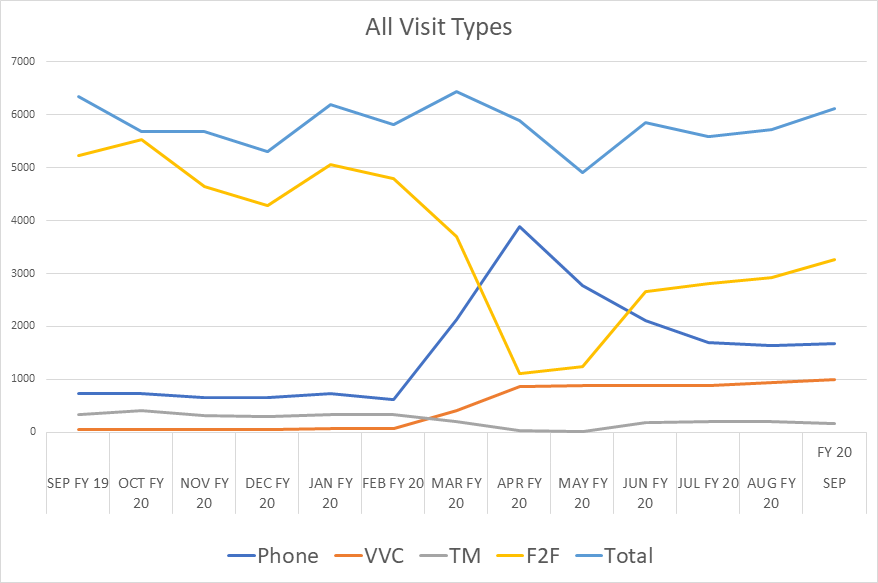 All Visit Types
7000
6000
5000
4000
3000
2000
1000
0
FY 20
SEP FY 19 OCT FY NOV FY DEC FY JAN FY FEB FY 20 MAR FY APR FY MAY FY JUN FY JUL FY 20 AUG FY SEP
20 20 20 20 20 20 20 20 20
Phone VVC TM F2F Total